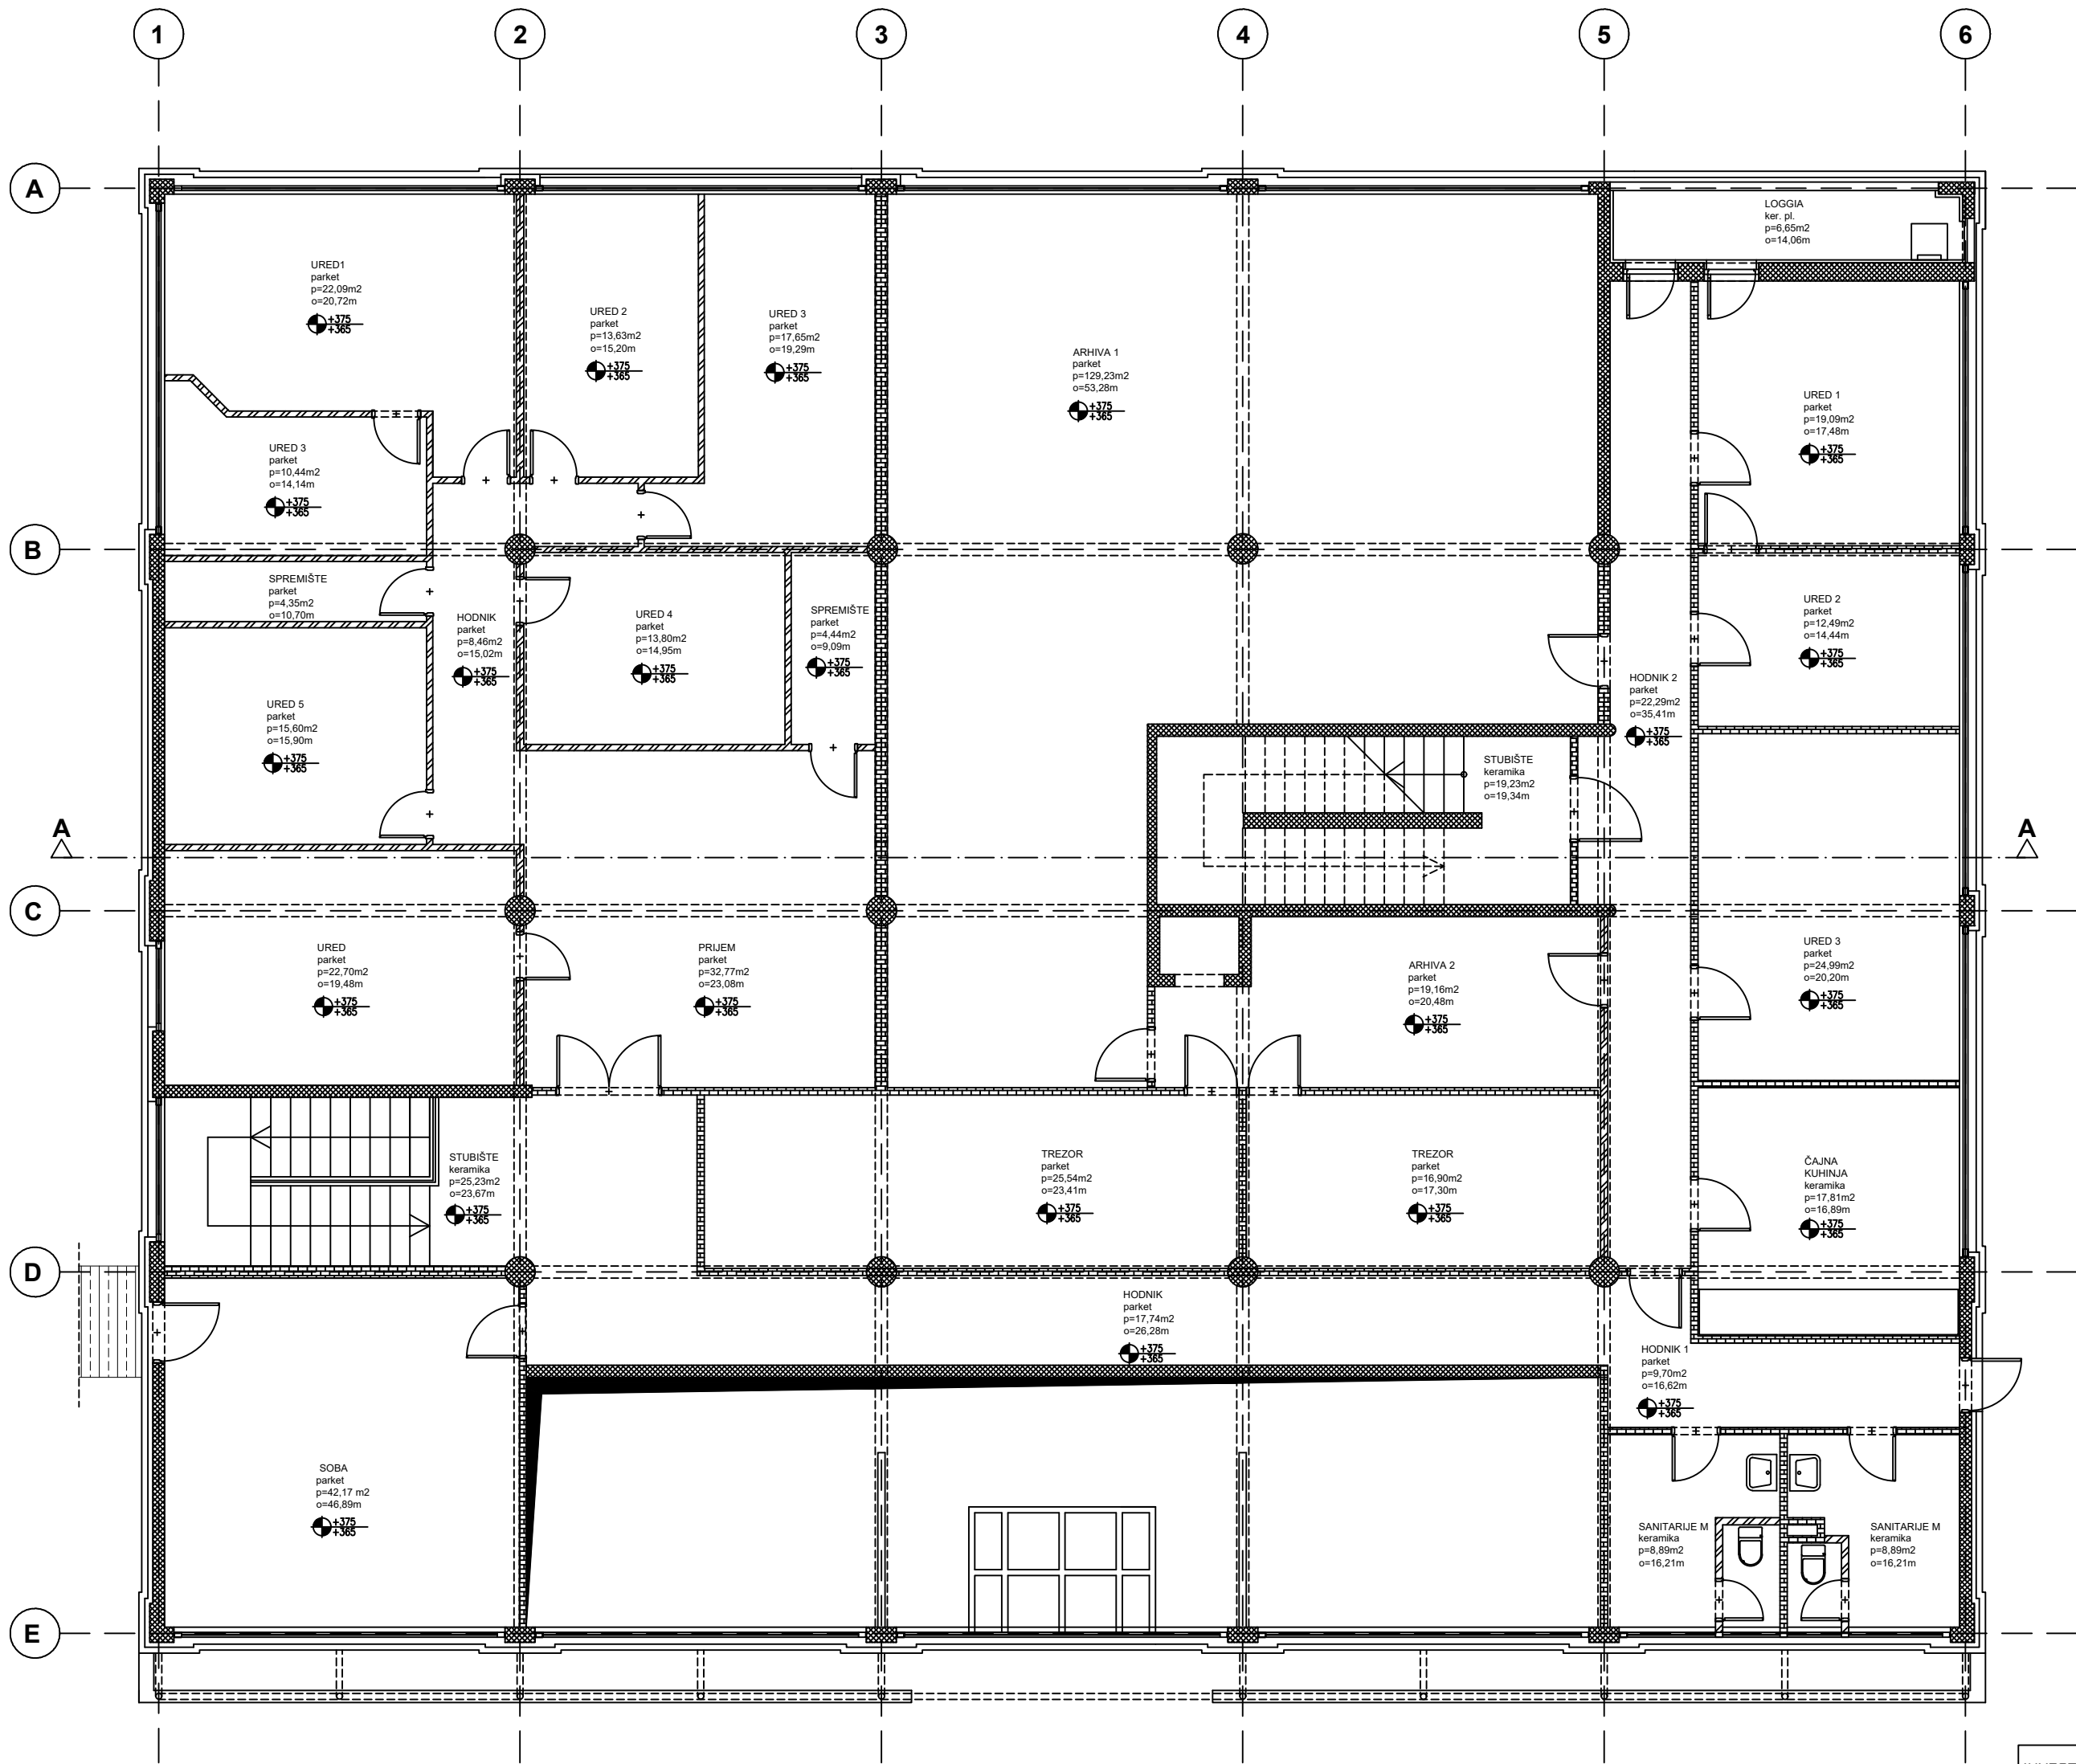 1
2
3
4
5
6
A
LOGGIA
ker. pl.
p=6,65m2
o=14,06m
URED1
parket
p=22,09m2
o=20,72m
+375
+365
URED 2
parket
p=13,63m2
o=15,20m
+375
+365
URED 3
parket
p=17,65m2
o=19,29m
+375
+365
ARHIVA 1
parket
p=129,23m2
o=53,28m
+375
+365
URED 1
parket
p=19,09m2
o=17,48m
+375
+365
URED 3
parket
p=10,44m2
o=14,14m
+375
+365
B
SPREMIŠTE
parket
p=4,35m2
o=10,70m
HODNIK
parket
p=8,46m2
o=15,02m
+375
+365
URED 4
parket
p=13,80m2
o=14,95m
+375
+365
SPREMIŠTE
parket
p=4,44m2
o=9,09m
+375
+365
URED 2
parket
p=12,49m2
o=14,44m
+375
+365
HODNIK 2
parket
p=22,29m2
o=35,41m
+375
+365
URED 5
parket
p=15,60m2
o=15,90m
+375
+365
STUBIŠTE
keramika
p=19,23m2
o=19,34m
A
A
C
URED
parket
p=22,70m2
o=19,48m
+375
+365
PRIJEM
parket
p=32,77m2
o=23,08m
+375
+365
ARHIVA 2
parket
p=19,16m2
o=20,48m
+375
+365
URED 3
parket
p=24,99m2
o=20,20m
+375
+365
STUBIŠTE
keramika
p=25,23m2
o=23,67m
+375
+365
TREZOR
parket
p=25,54m2
o=23,41m
+375
+365
TREZOR
parket
p=16,90m2
o=17,30m
+375
+365
ČAJNA
KUHINJA
keramika
p=17,81m2
o=16,89m
+375
+365
D
HODNIK
parket
p=17,74m2
o=26,28m
+375
+365
HODNIK 1
parket
p=9,70m2
o=16,62m
+375
+365
SOBA
parket
p=42,17 m2
o=46,89m
+375
+365
SANITARIJE M
keramika
p=8,89m2
o=16,21m
SANITARIJE M
keramika
p=8,89m2
o=16,21m
E